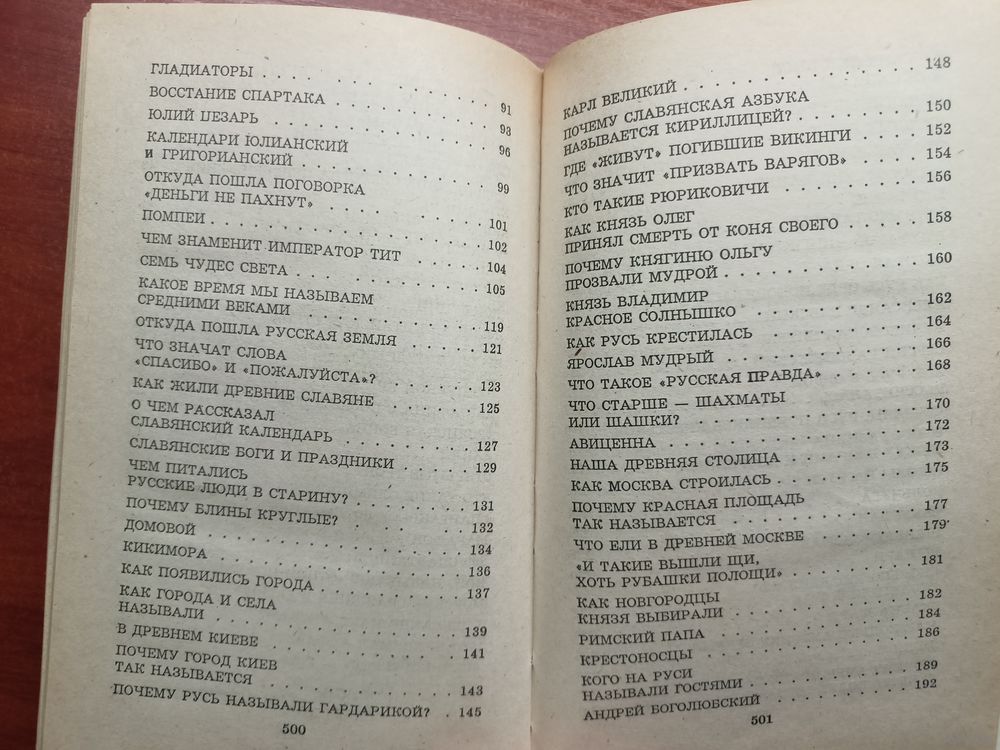 ГЛАДИАТОРЫ . . . . . . . . . . . . . 91
ВОССТАНИЕ СПАРТАКА . . . . . . . . . 93
ЮЛИЙ ЦЕЗАРЬ . . . . . . . . . . . . 96
КАЛЕНДАРИ ЮЛИАНСКИЙ
И ГРИГОРИАНСКИЙ . . . . . . . . . . 99
ОТКУДА ПОШЛА ПОГОВОРКА
«ДЕНЬГИ НЕ ПАХНУТ» . . . . . . . . . 101
ПОМПЕИ . . . . . . . . . . . . . . . 102
ЧЕМ ЗНАМЕНИТ ИМПЕРАТОР ТИТ . . . . . 104
СЕМЬ ЧУДЕС СВЕТА . . . . . . . . . . 105
КАКОЕ ВРЕМЯ МЫ НАЗЫВАЕМ
СРЕДНИМИ ВЕКАМИ . . . . . . . . . . 119
ОТКУДА ПОШЛА РУССКАЯ ЗЕМЛЯ . . . . . 121
ЧТО ЗНАЧАТ СЛОВА
«СПАСИБО» И «ПОЖАЛУЙСТА»? . . . . . . 123
КАК ЖИЛИ ДРЕВНИЕ СЛАВЯНЕ . . . . . . 125
О ЧЕМ РАССКАЗАЛ
СЛАВЯНСКИЙ КАЛЕНДАРЬ . . . . . . . . 127
СЛАВЯНСКИЕ БОГИ И ПРАЗДНИКИ . . . . . 129
ЧЕМ ПИТАЛИСЬ
РУССКИЕ ЛЮДИ В СТАРИНУ? . . . . . . . 131
ПОЧЕМУ БЛИНЫ КРУГЛЫЕ? . . . . . . . . 132
ДОМОВОЙ . . . . . . . . . . . . . . 134
КИКИМОРА . . . . . . . . . . . . . . 136
КАК ПОЯВИЛИСЬ ГОРОДА . . . . . . . . 137
КАК ГОРОДА И СЕЛА
НАЗЫВАЛИ . . . . . . . . . . . . . . 139
В ДРЕВНЕМ КИЕВЕ . . . . . . . . . . 141
ПОЧЕМУ ГОРОД КИЕВ
ТАК НАЗЫВАЕТСЯ . . . . . . . . . . . 143
ПОЧЕМУ РУСЬ НАЗЫВАЛИ ГАРДАРИКОЙ? . . 145
500
КАРЛ ВЕЛИКИЙ . . . . . . . . . . . . 148
ПОЧЕМУ СЛАВЯНСКАЯ АЗБУКА
НАЗЫВАЕТСЯ КИРИЛЛИЦЕЙ? . . . . . . . 150
ГДЕ «ЖИВУТ» ПОГИБШИЕ ВИКИНГИ . . . . 152
ЧТО ЗНАЧИТ «ПРИЗВАТЬ ВАРЯГОВ» . . . . 154
КТО ТАКИЕ РЮРИКОВИЧИ . . . . . . . . 156
КАК КНЯЗЬ ОЛЕГ
ПРИНЯЛ СМЕРТЬ ОТ КОНЯ СВОЕГО . . . . 158
ПОЧЕМУ КНЯГИНЮ ОЛЬГУ
ПРОЗВАЛИ МУДРОЙ . . . . . . . . . . 160
КНЯЗЬ ВЛАДИМИР
КРАСНОЕ СОЛНЫШКО . . . . . . . . . . 162
КАК РУСЬ КРЕСТИЛАСЬ . . . . . . . . 164
ЯРОСЛАВ МУДРЫЙ . . . . . . . . . . . 166
ЧТО ТАКОЕ «РУССКАЯ ПРАВДА» . . . . . 168
ЧТО СТАРШЕ — ШАХМАТЫ
ИЛИ ШАШКИ? . . . . . . . . . . . . . 170
АВИЦЕННА . . . . . . . . . . . . . . 172
НАША ДРЕВНЯЯ СТОЛИЦА . . . . . . . . 173
КАК МОСКВА СТРОИЛАСЬ . . . . . . . . 175
ПОЧЕМУ КРАСНАЯ ПЛОЩАДЬ
ТАК НАЗЫВАЕТСЯ . . . . . . . . . . . 177
ЧТО ЕЛИ В ДРЕВНЕЙ МОСКВЕ . . . . . . 179
«И ТАКИЕ ВЫШЛИ ЩИ,
ХОТЬ РУБАШКИ ПОЛОЩИ» . . . . . . . . 181
КАК НОВГОРОДЦЫ
КНЯЗЯ ВЫБИРАЛИ . . . . . . . . . . . 182
РИМСКИЙ ПАПА . . . . . . . . . . . . 184
КРЕСТОНОСЦЫ . . . . . . . . . . . . 186
КОГО НА РУСИ
НАЗЫВАЛИ ГОСТЯМИ . . . . . . . . . . 189
АНДРЕЙ БОГОЛЮБСКИЙ . . . . . . . . . 192
501